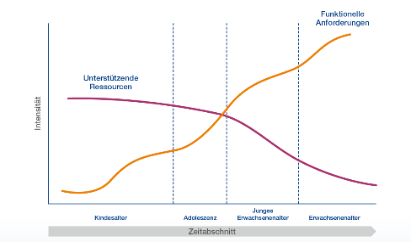 Funktionelle
Anforderungen
Unterstützende
Ressourcen
Intensität
Kindesalter
Adoleszenz
Junges
Erwachsenenalter
Erwachsenenalter
Zeitabschnitt